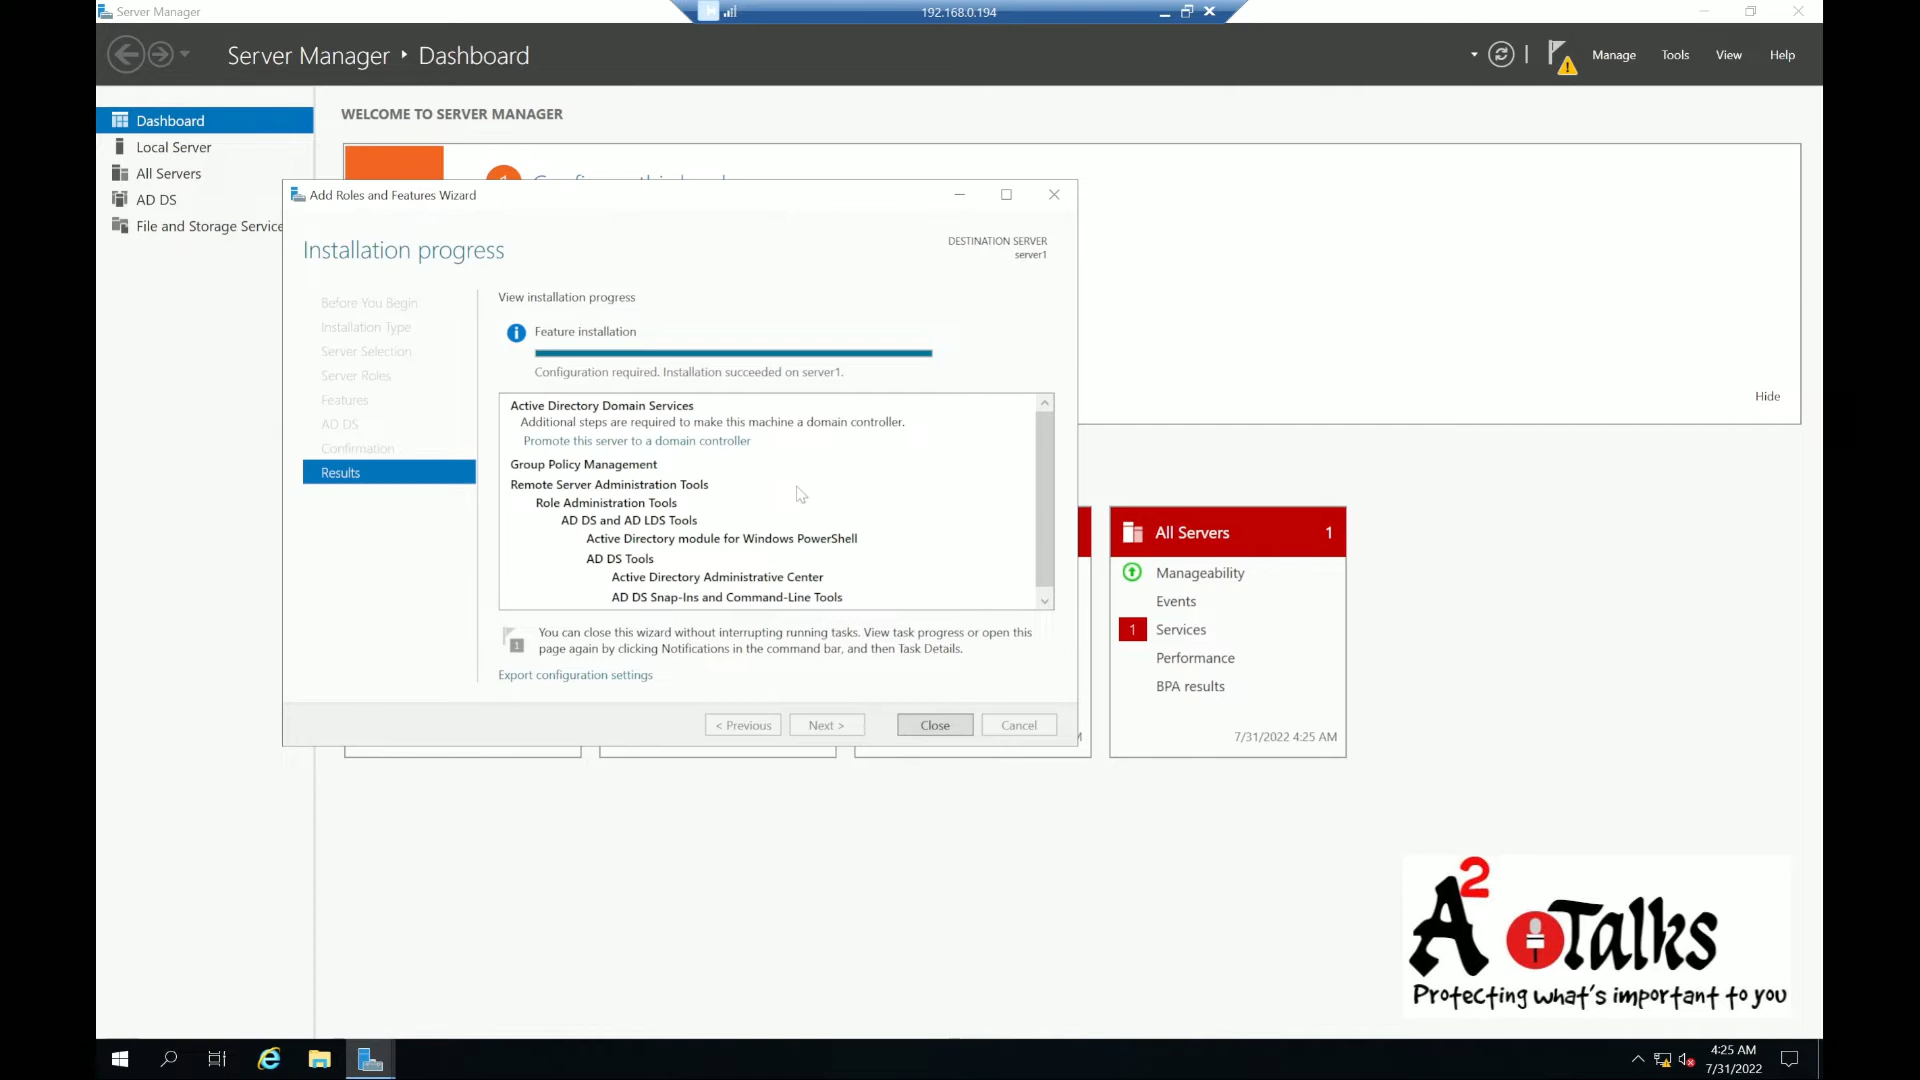 Server Manager
192.168.0.194
Server Manager
Dashboard
Manage
Tools
View
Help
Dashboard
Local Server
All Servers
AD DS
File and Storage Service
WELCOME TO SERVER MANAGER
Add Roles and Features Wizard
Installation progress
DESTINATION SERVER
server1
Before You Begin
Installation Type
Server Selection
Server Roles
Features
AD DS
Confirmation
Results
View installation progress
Feature installation
Configuration required. Installation succeeded on server1.
Active Directory Domain Services
Additional steps are required to make this machine a domain controller.
Promote this server to a domain controller
Group Policy Management
Remote Server Administration Tools
Role Administration Tools
AD DS and AD LDS Tools
Active Directory module for Windows PowerShell
AD DS Tools
Active Directory Administrative Center
AD DS Snap-Ins and Command-Line Tools
1
You can close this wizard without interrupting running tasks. View task progress or open this
page again by clicking Notifications in the command bar, and then Task Details.
Export configuration settings
< Previous
Next >
Close
Cancel
Hide
All Servers 1
Manageability
Events
1 Services
Performance
BPA results
7/31/2022 4:25 AM
A2 Talks
Protecting what's important to you
4:25 AM
7/31/2022